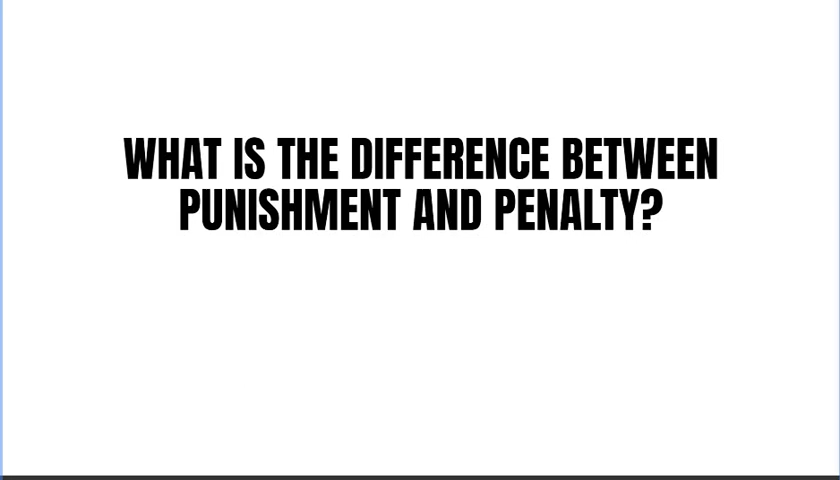 WHAT IS THE DIFFERENCE BETWEEN
PUNISHMENT AND PENALTY?